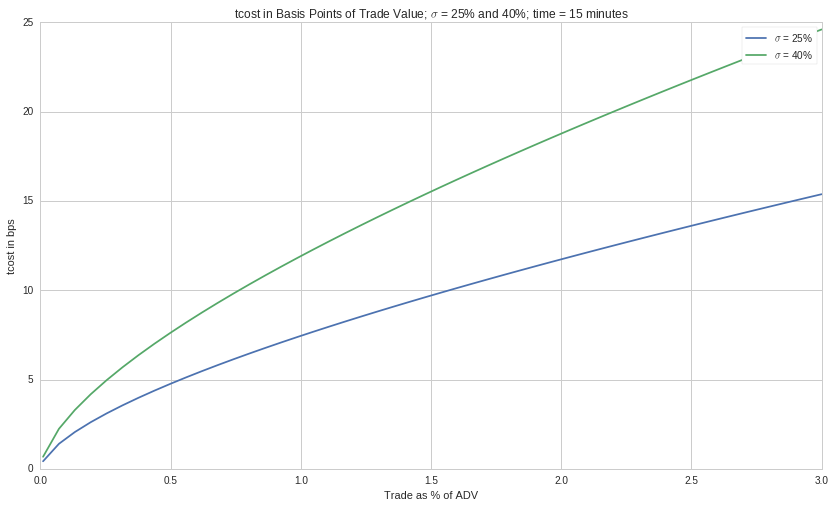 tcost in Basis Points of Trade Value; σ = 25% and 40%; time = 15 minutes
25
σ = 25%
σ = 40%
20
15
tcost in bps
10
5
0
0.0 0.5 1.0 1.5 2.0 2.5 3.0
Trade as % of ADV